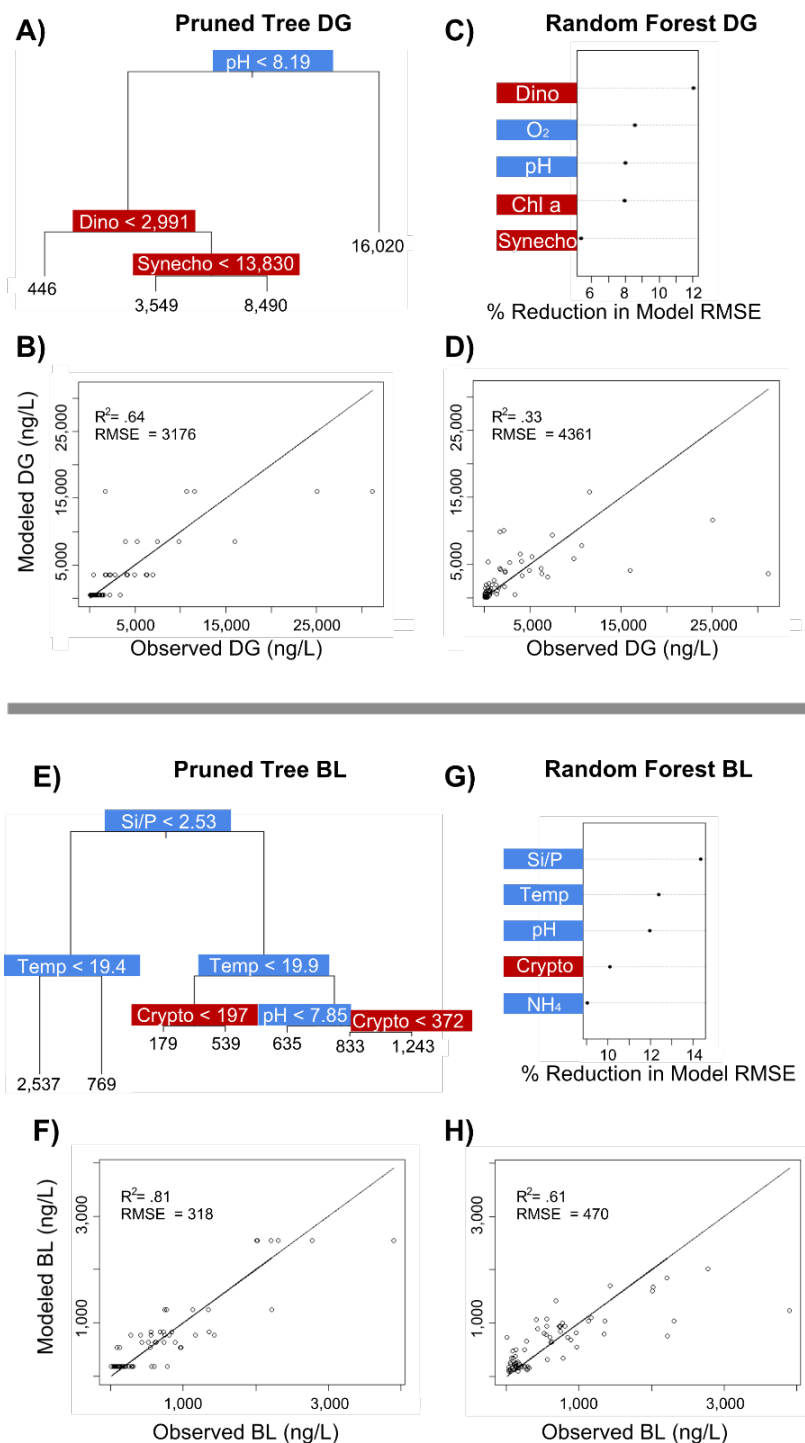 A) Pruned Tree DG
pH < 8.19
Dino < 2,991
Synecho < 13,830
16,020
446
3,549 8,490
C) Random Forest DG
Dino
O₂
pH
Chl a
Synecho
6 8 10 12
% Reduction in Model RMSE
B)
R²= .64
RMSE = 3176
Modeled DG (ng/L)
25,000
15,000
5,000
5,000 15,000 25,000
Observed DG (ng/L)
D)
R²= .33
RMSE = 4361
25,000
15,000
5,000
5,000 15,000 25,000
Observed DG (ng/L)
E) Pruned Tree BL
Si/P < 2.53
Temp < 19.4 Temp < 19.9
Crypto < 197 pH < 7.85 Crypto < 372
179 539 635 833 1,243
2,537 769
G) Random Forest BL
Si/P
Temp
pH
Crypto
NH₄
10 12 14
% Reduction in Model RMSE
F)
R²= .81
RMSE = 318
Modeled BL (ng/L)
3,000
1,000
1,000 3,000
Observed BL (ng/L)
H)
R²= .61
RMSE = 470
3,000
1,000
1,000 3,000
Observed BL (ng/L)